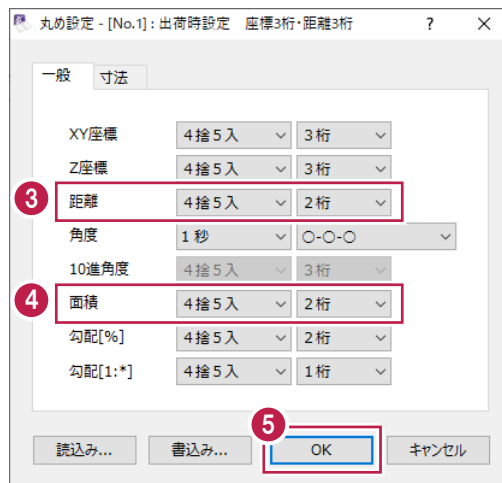 丸め設定 - [No.1] : 出荷時設定 座標3桁・距離3桁 ? ×
一般 寸法
XY座標 4捨5入 3桁
Z座標 4捨5入 3桁
3 距離 4捨5入 2桁
角度 1秒 ○-○-○
10進角度 4捨5入 3桁
4 面積 4捨5入 2桁
勾配[%] 4捨5入 2桁
勾配[1:*] 4捨5入 1桁
5
読込み... 書込み... OK キャンセル